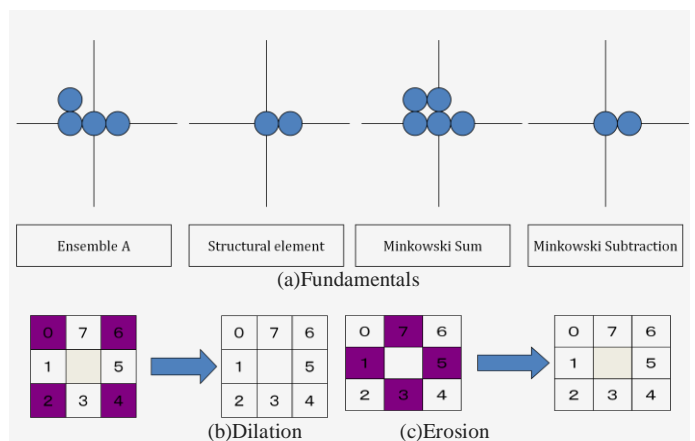 Ensemble A
Structural element
Minkowski Sum
Minkowski Subtraction
(a)Fundamentals
0 7 6
1 5
2 3 4
0 7 6
1 5
2 3 4
(b)Dilation
0 7 6
1 5
2 3 4
0 7 6
1 5
2 3 4
(c)Erosion